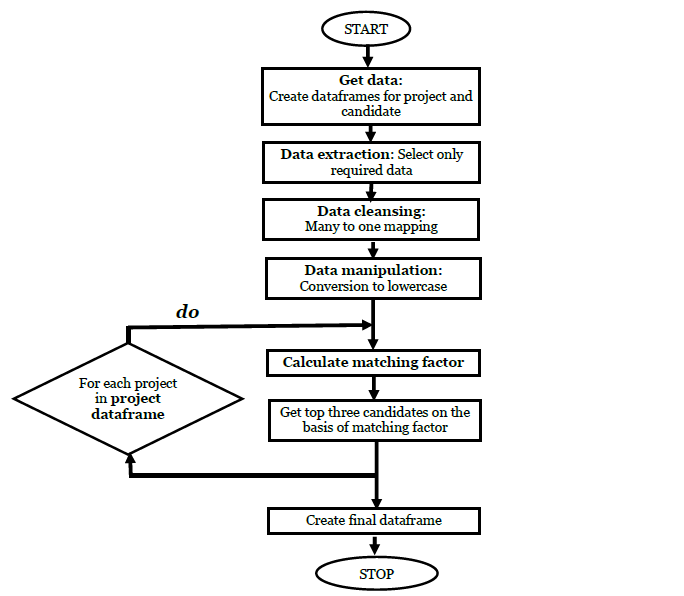 START
Get data:
Create dataframes for project and
candidate
Data extraction: Select only
required data
Data cleansing:
Many to one mapping
Data manipulation:
Conversion to lowercase
do
For each project
in project
dataframe
Calculate matching factor
Get top three candidates on the
basis of matching factor
Create final dataframe
STOP